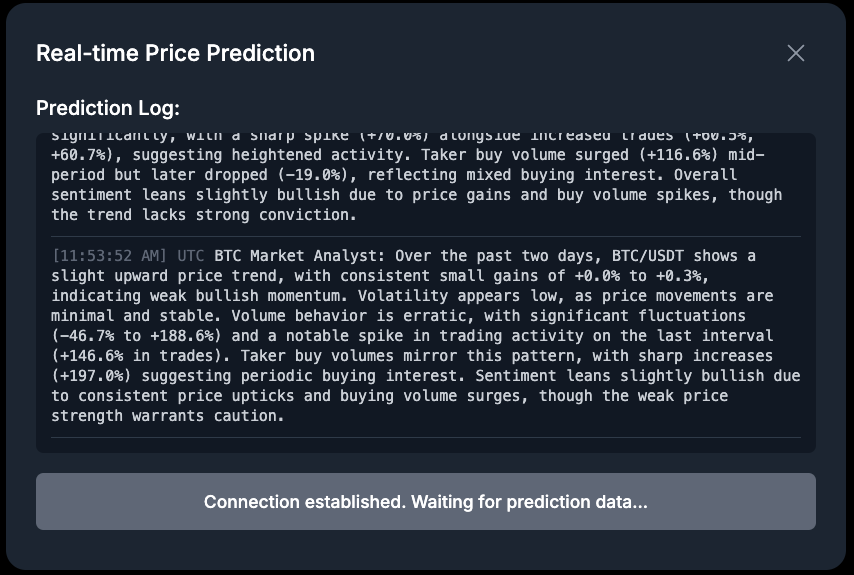 Real-time Price Prediction
Prediction Log:
significantly, with a sharp spike (+70.0%) alongside increased trades (+60.5%,
+60.7%), suggesting heightened activity. Taker buy volume surged (+116.6%) mid-
period but later dropped (-19.0%), reflecting mixed buying interest. Overall
sentiment leans slightly bullish due to price gains and buy volume spikes, though
the trend lacks strong conviction.
[11:53:52 AM] UTC BTC Market Analyst: Over the past two days, BTC/USDT shows a
slight upward price trend, with consistent small gains of +0.0% to +0.3%,
indicating weak bullish momentum. Volatility appears low, as price movements are
minimal and stable. Volume behavior is erratic, with significant fluctuations
(-46.7% to +188.6%) and a notable spike in trading activity on the last interval
(+146.6% in trades). Taker buy volumes mirror this pattern, with sharp increases
(+197.0%) suggesting periodic buying interest. Sentiment leans slightly bullish due
to consistent price upticks and buying volume surges, though the weak price
strength warrants caution.
Connection established. Waiting for prediction data...